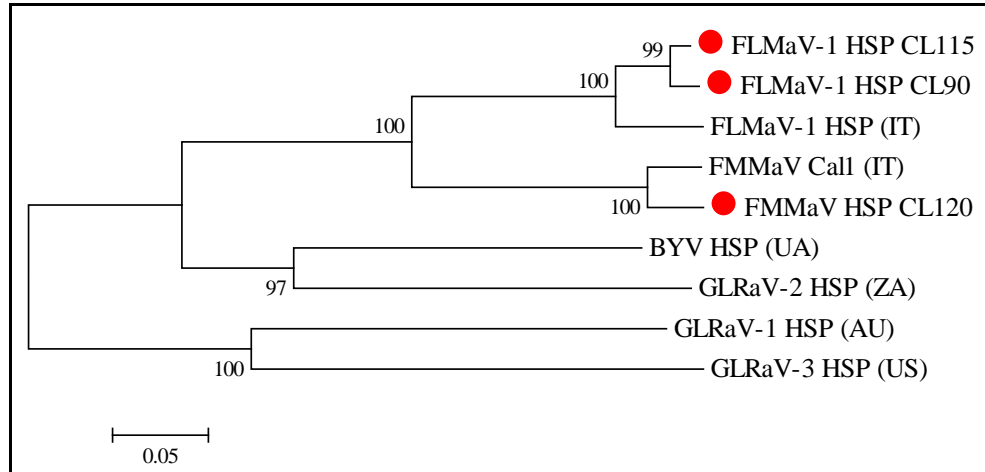 99
FLMaV-1 HSP CL115
100
FLMaV-1 HSP CL90
100
FLMaV-1 HSP (IT)
FMMaV Call (IT)
100
FMMaV HSP CL120
BYV HSP (UA)
97
GLRaV-2 HSP (ZA)
GLRaV-1 HSP (AU)
100
GLRaV-3 HSP (US)
0.05